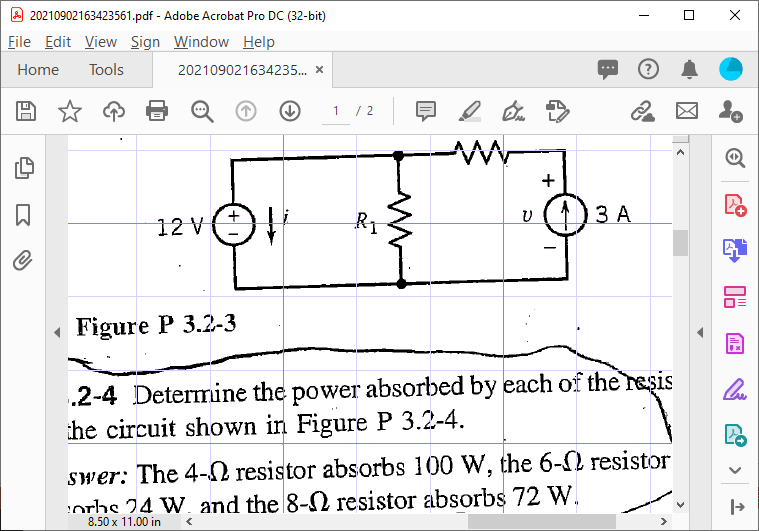 20210902163423561.pdf - Adobe Acrobat Pro DC (32-bit)
File Edit View Sign Window Help
Home Tools 202109021634235... ×
1 / 2
+
12 V + − i R1 υ 3 A
−
Figure P 3.2-3
.2-4 Determine the power absorbed by each of the resis
the circuit shown in Figure P 3.2-4.
swer: The 4-Ω resistor absorbs 100 W, the 6-Ω resistor
orbs 24 W, and the 8-Ω resistor absorbs 72 W.
8.50 x 11.00 in